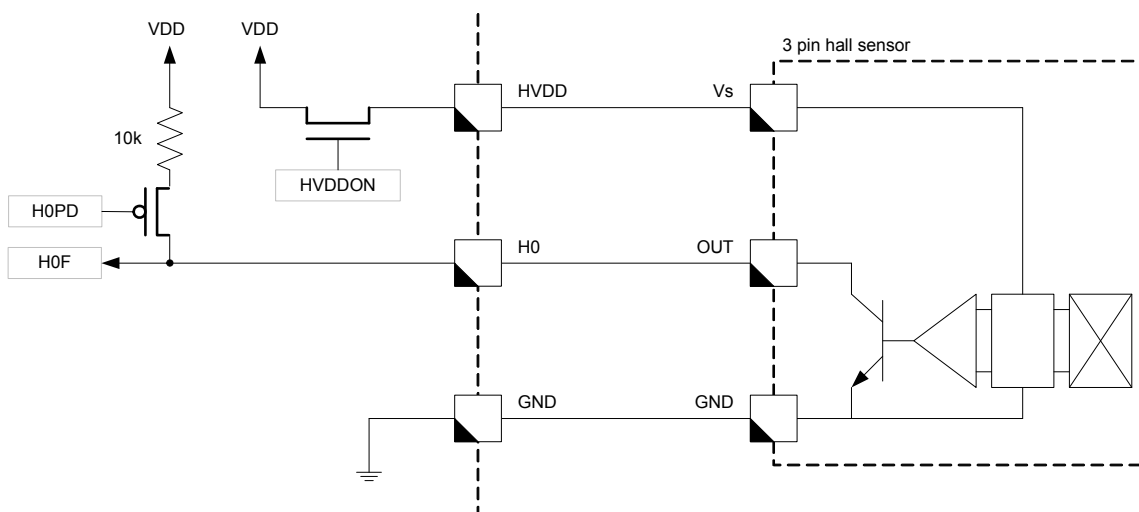 VDD
VDD
3 pin hall sensor
HVDD
Vs
10k
HVDDON
H0PD
H0
OUT
H0F
GND
GND